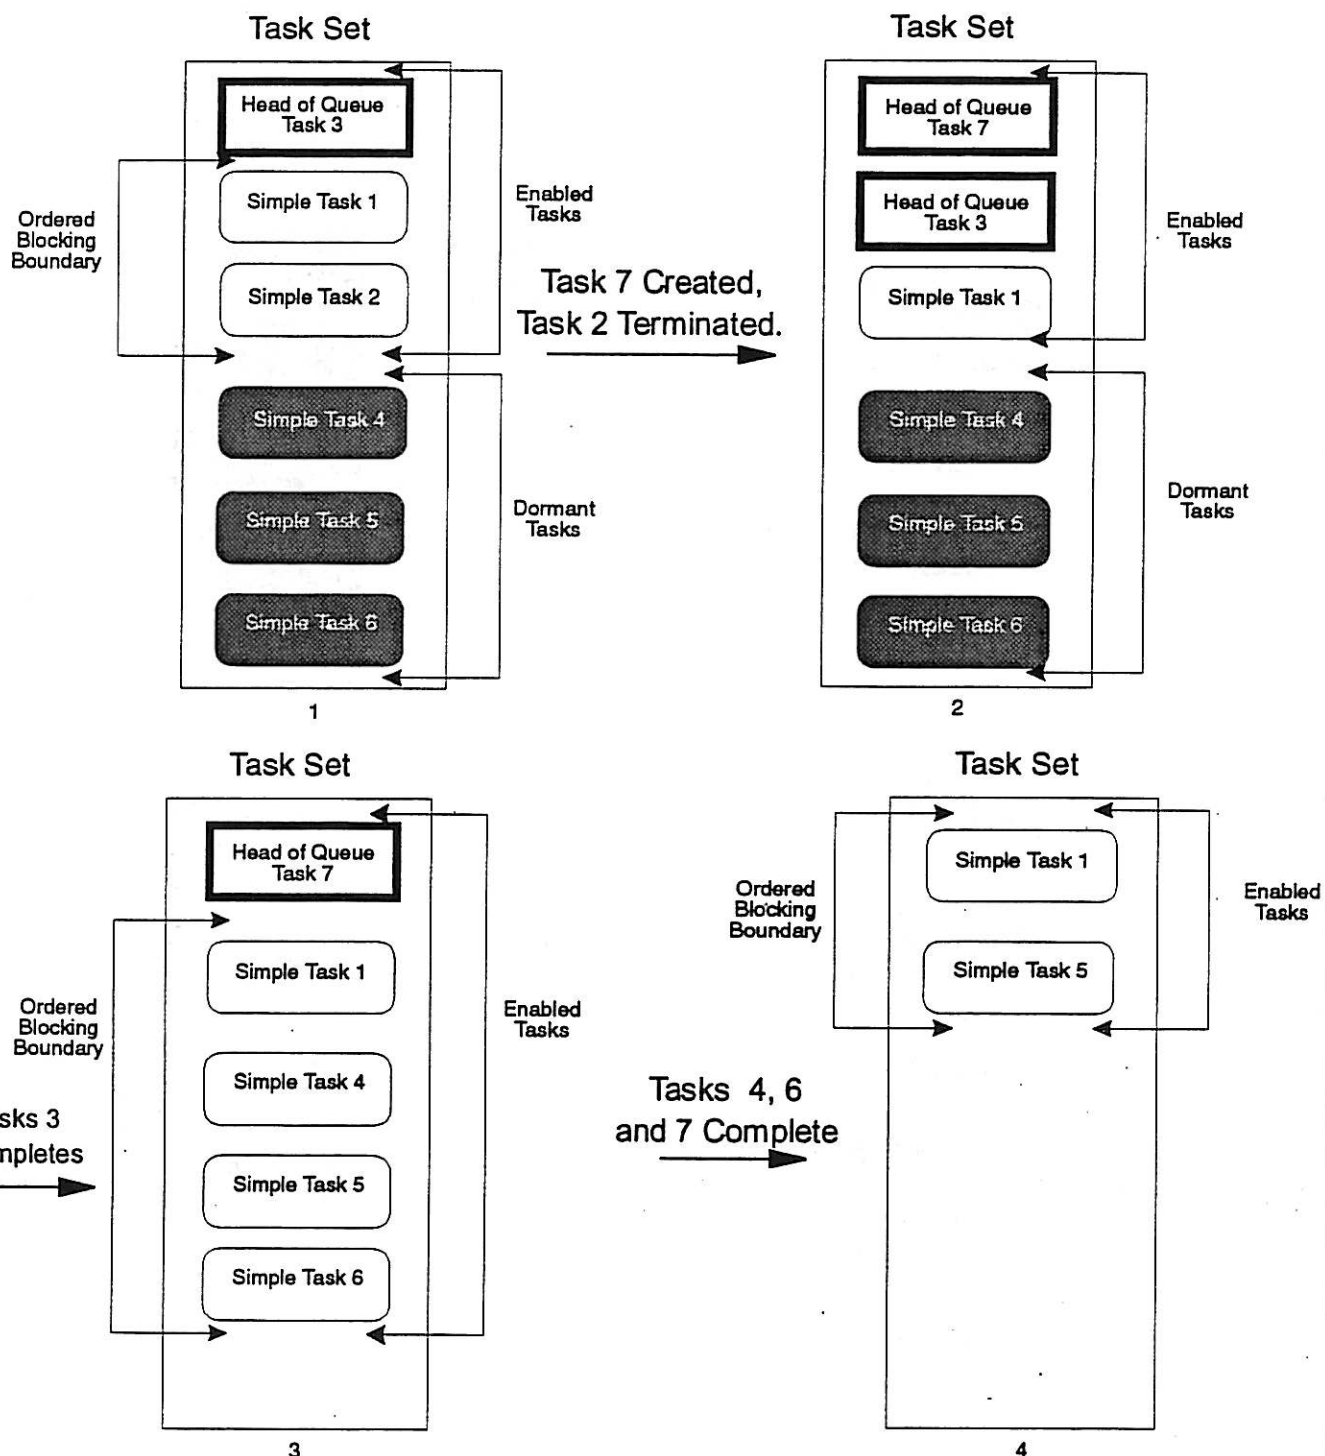 Task Set
Head of Queue
Task 3
Simple Task 1
Simple Task 2
Simple Task 4
Simple Task 5
Simple Task 6
Ordered
Blocking
Boundary
Enabled
Tasks
Dormant
Tasks
1
Task 7 Created,
Task 2 Terminated.
Task Set
Head of Queue
Task 7
Head of Queue
Task 3
Simple Task 1
Simple Task 4
Simple Task 5
Simple Task 6
Enabled
Tasks
Dormant
Tasks
2
sks 3
mpletes
Task Set
Head of Queue
Task 7
Simple Task 1
Simple Task 4
Simple Task 5
Simple Task 6
Ordered
Blocking
Boundary
Enabled
Tasks
3
Tasks 4, 6
and 7 Complete
Task Set
Simple Task 1
Simple Task 5
Ordered
Blocking
Boundary
Enabled
Tasks
4